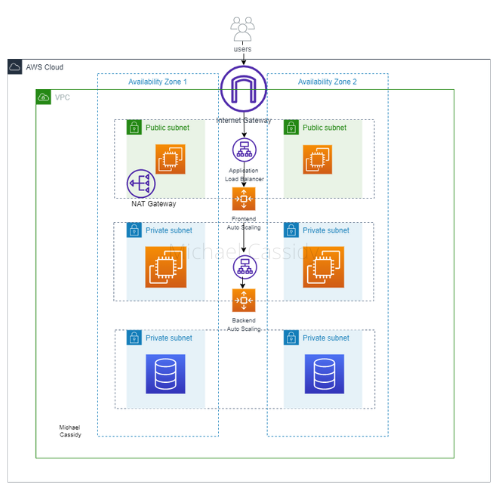 users
AWS Cloud
VPC
Availability Zone 1
Availability Zone 2
Internet Gateway
Public subnet
Public subnet
Application
Load Balancer
NAT Gateway
Frontend
Auto Scaling
Private subnet
Private subnet
Michael Cassidy
Backend
Auto Scaling
Private subnet
Private subnet
Michael
Cassidy